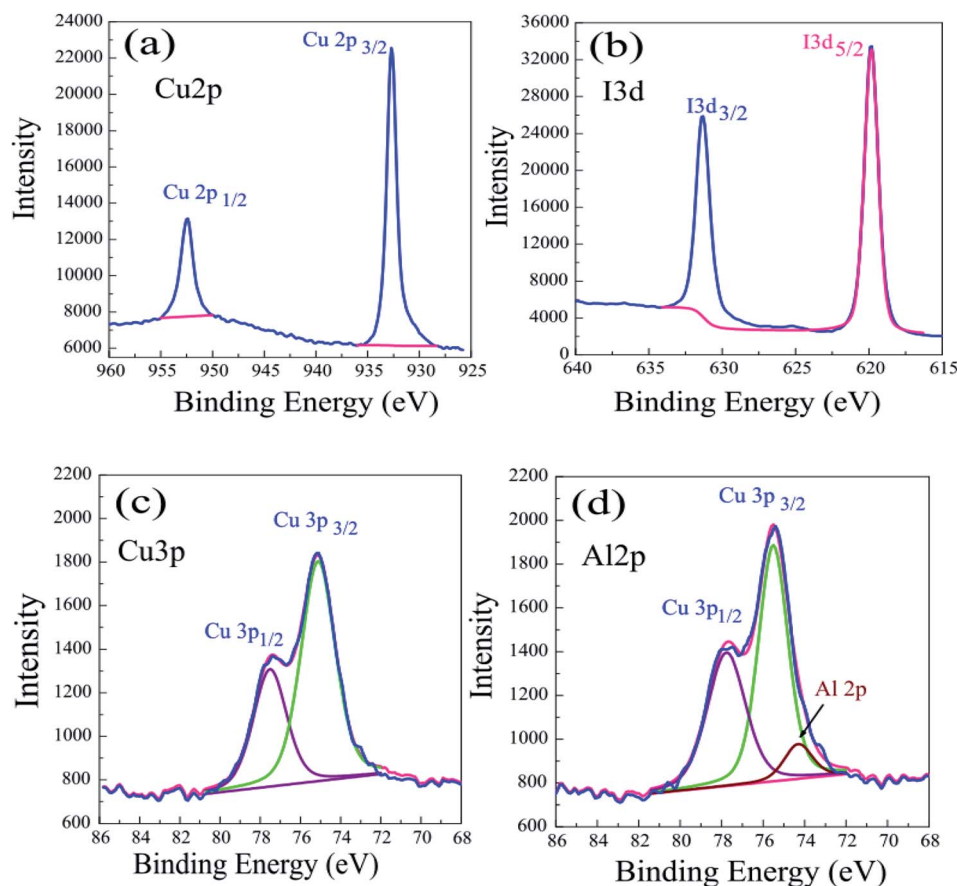 (a)
Cu2p
Cu 2p 3/2
Cu 2p 1/2
24000
22000
20000
18000
16000
14000
12000
10000
8000
6000
Intensity
960 955 950 945 940 935 930 925
Binding Energy (eV)
(b)
I3d
I3d5/2
I3d3/2
36000
32000
28000
24000
20000
16000
12000
8000
4000
0
Intensity
640 635 630 625 620 615
Binding Energy (eV)
(c)
Cu3p
Cu 3p 3/2
Cu 3p1/2
2200
2000
1800
1600
1400
1200
1000
800
600
Intensity
86 84 82 80 78 76 74 72 70 68
Binding Energy (eV)
(d)
Al2p
Cu 3p 3/2
Cu 3p1/2
Al 2p
2200
2000
1800
1600
1400
1200
1000
800
600
Intensity
86 84 82 80 78 76 74 72 70 68
Binding Energy (eV)